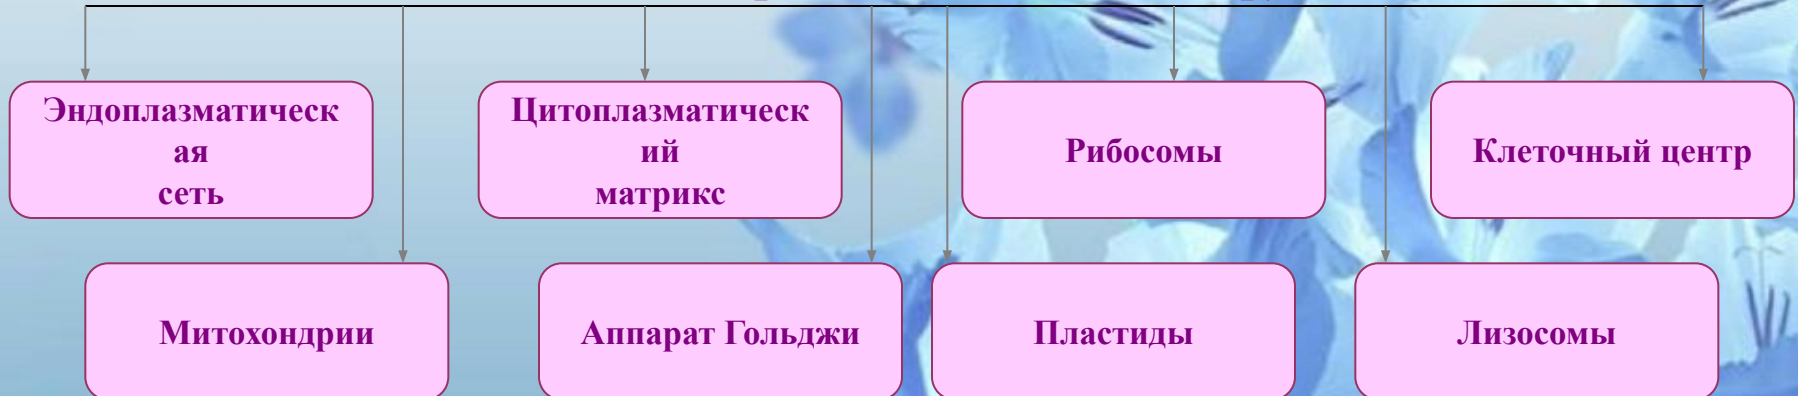 Эндоплазматическ
ая
сеть
Цитоплазматическ
ий
матрикс
Рибосомы
Клеточный центр
Митохондрии
Аппарат Гольджи
Пластиды
Лизосомы